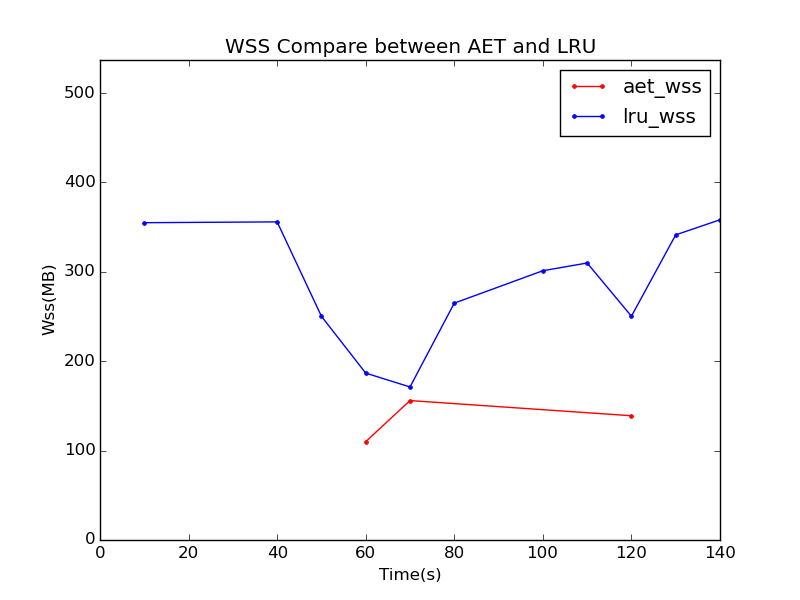 WSS Compare between AET and LRU
aet_wss
lru_wss
500
400
300
200
100
0
Wss(MB)
0 20 40 60 80 100 120 140
Time(s)